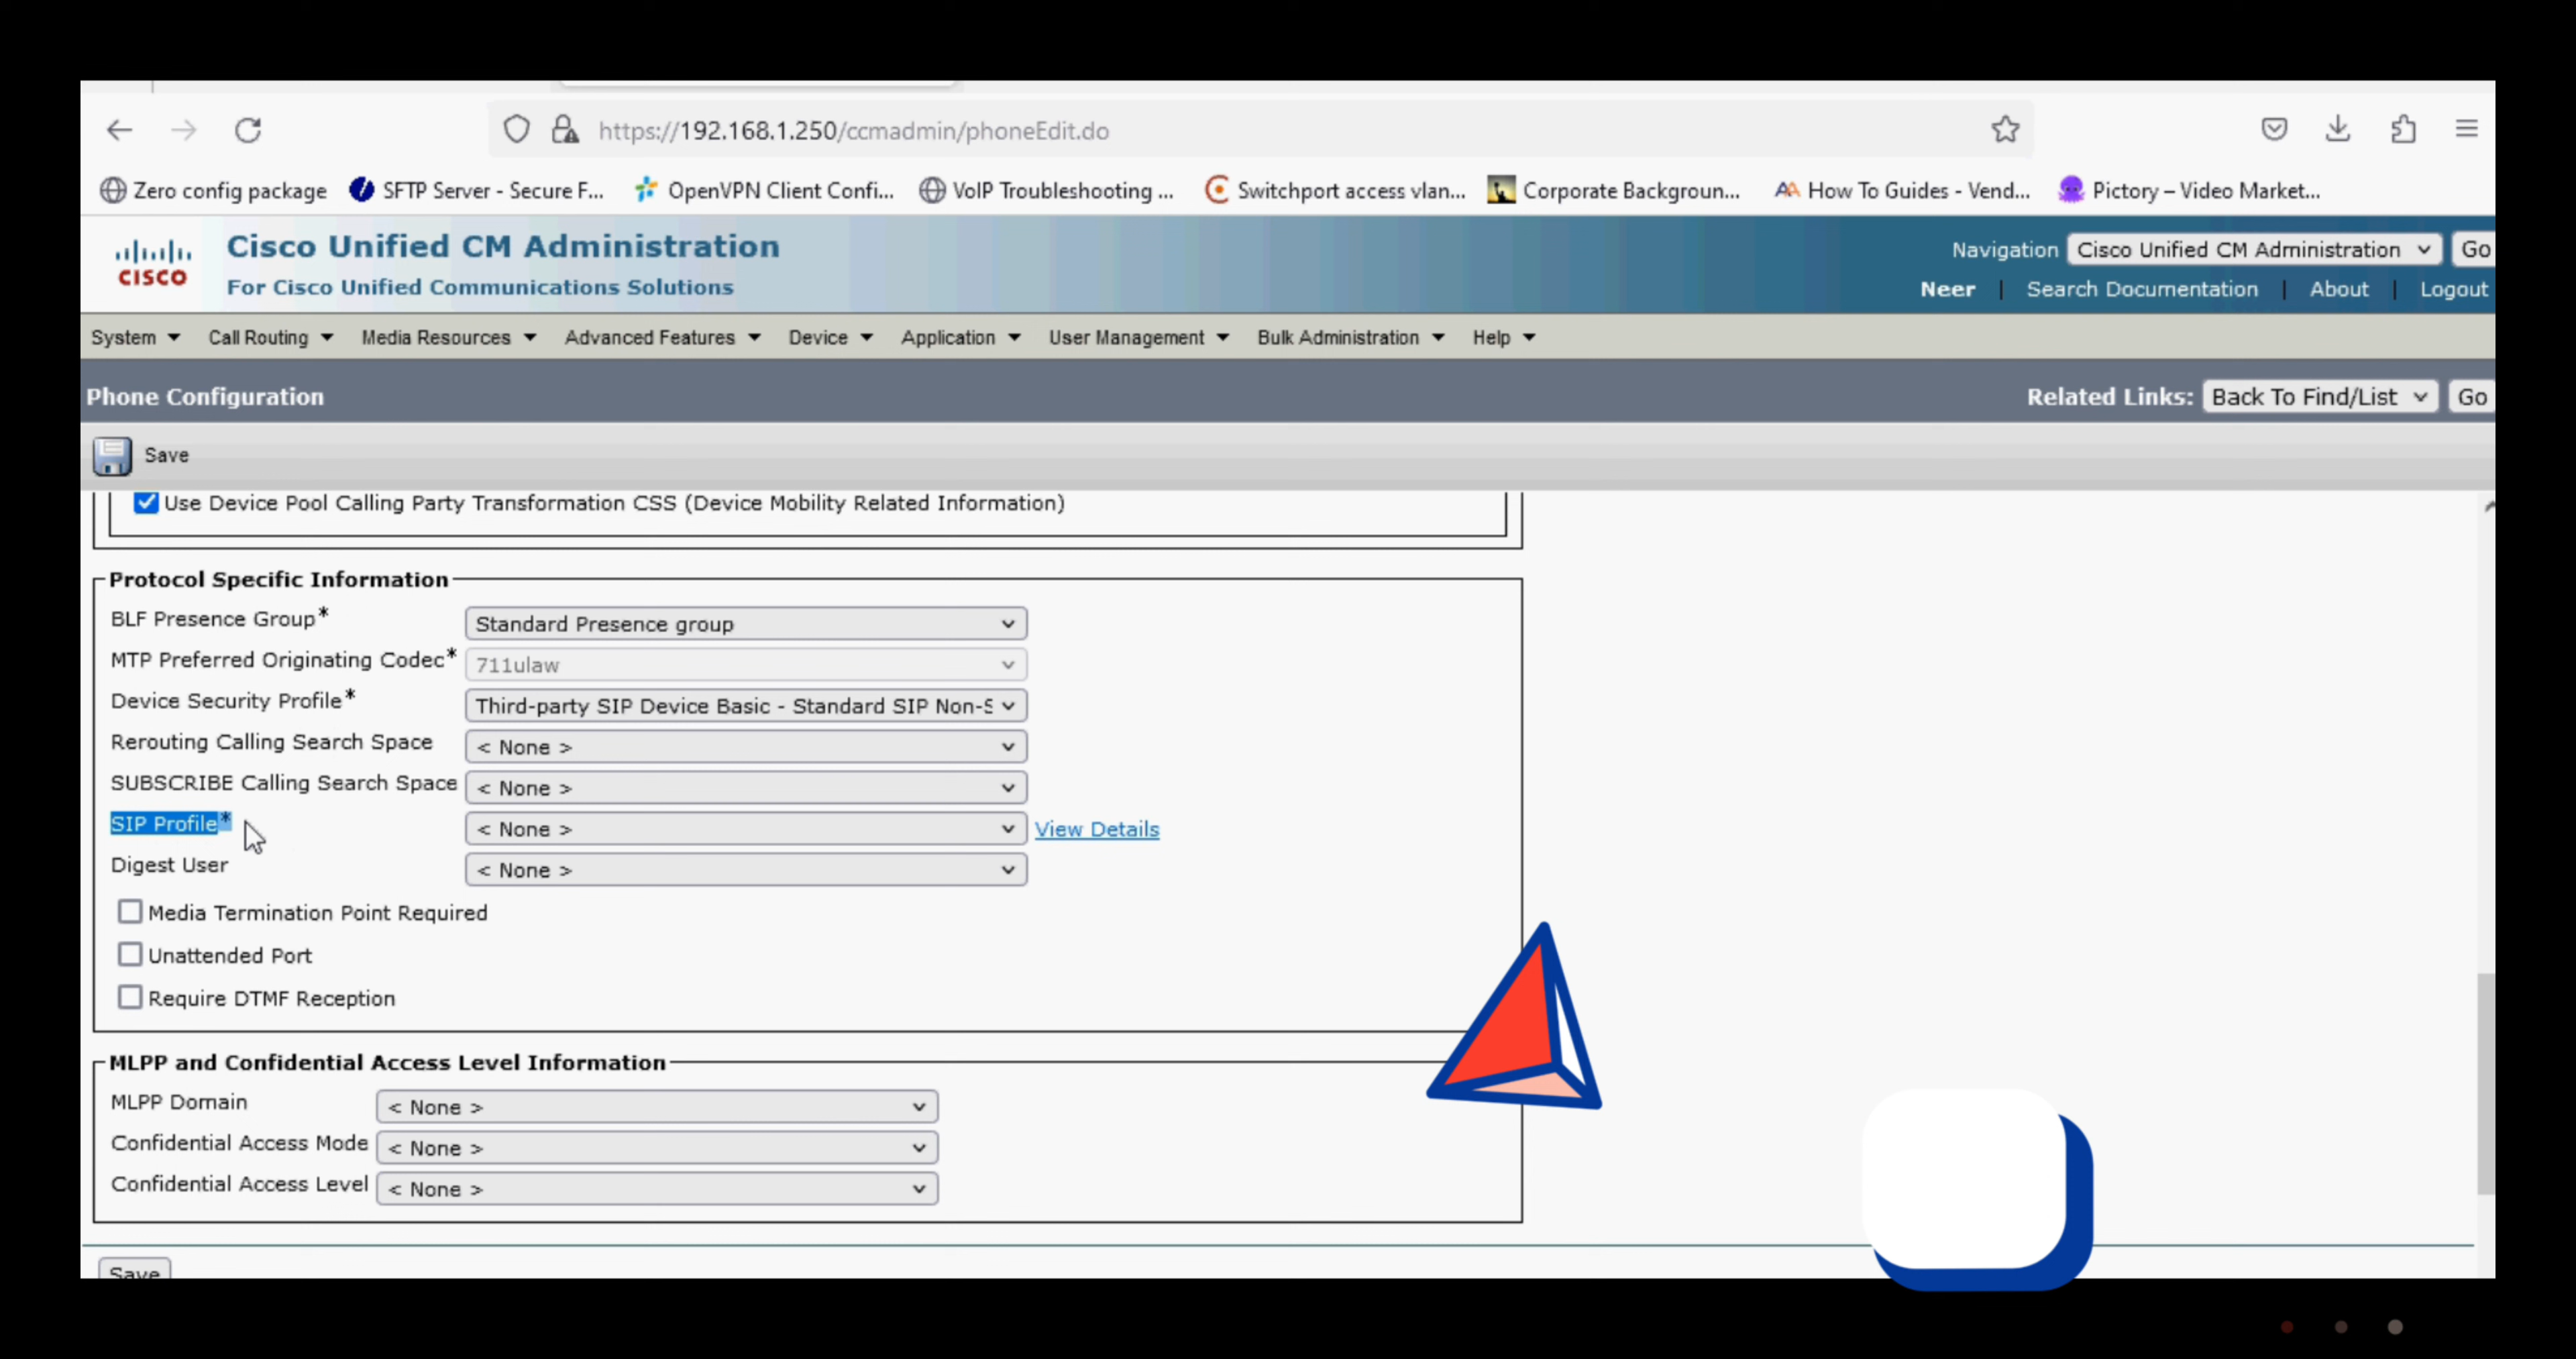 https://192.168.1.250/ccmadmin/phoneEdit.do
Zero config package SFTP Server - Secure F... OpenVPN Client Confi... VoIP Troubleshooting ... Switchport access vlan... Corporate Backgroun... How To Guides - Vend... Pictory – Video Market...
Cisco Unified CM Administration
CISCO
For Cisco Unified Communications Solutions
Navigation Cisco Unified CM Administration Go
Neer | Search Documentation | About | Logout
System Call Routing Media Resources Advanced Features Device Application User Management Bulk Administration Help
Phone Configuration Related Links: Back To Find/List Go
Save
Use Device Pool Calling Party Transformation CSS (Device Mobility Related Information)
Protocol Specific Information
BLF Presence Group* Standard Presence group
MTP Preferred Originating Codec* 711ulaw
Device Security Profile* Third-party SIP Device Basic - Standard SIP Non-S
Rerouting Calling Search Space < None >
SUBSCRIBE Calling Search Space < None >
SIP Profile* < None > View Details
Digest User < None >
Media Termination Point Required
Unattended Port
Require DTMF Reception
MLPP and Confidential Access Level Information
MLPP Domain < None >
Confidential Access Mode < None >
Confidential Access Level < None >
Save